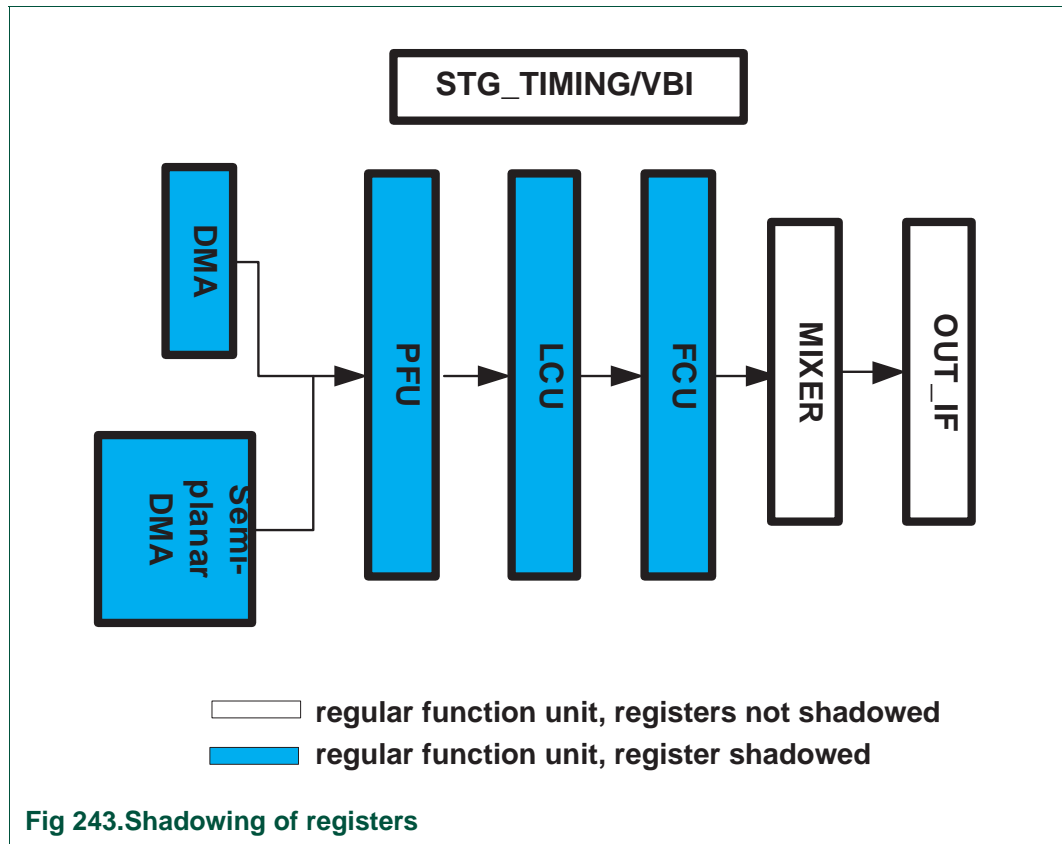 STG_TIMING/VBI
DMA
Semi-
planar
DMA
PFU
LCU
FCU
MIXER
OUT_IF
regular function unit, registers not shadowed
regular function unit, register shadowed
Fig 243.Shadowing of registers